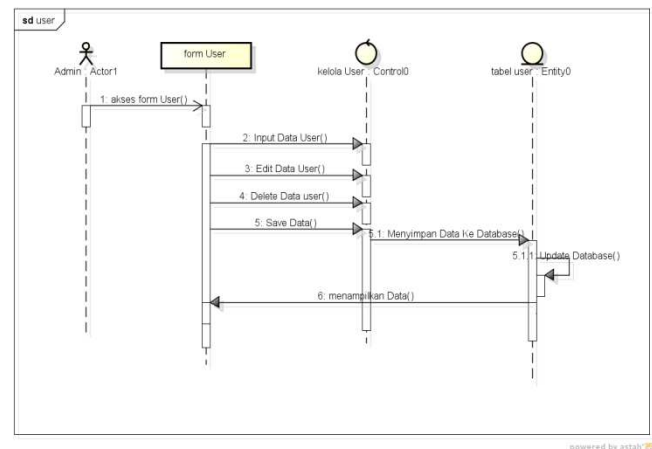 sd user
form User
Admin : Actor1
kelola User : Control0
tabel user : Entity0
1: akses form User()
2: Input Data User()
3: Edit Data User()
4: Delete Data user()
5: Save Data()
5.1: Menyimpan Data Ke Database()
5.1.1: Update Database()
6: menampilkan Data()
powered by astah*